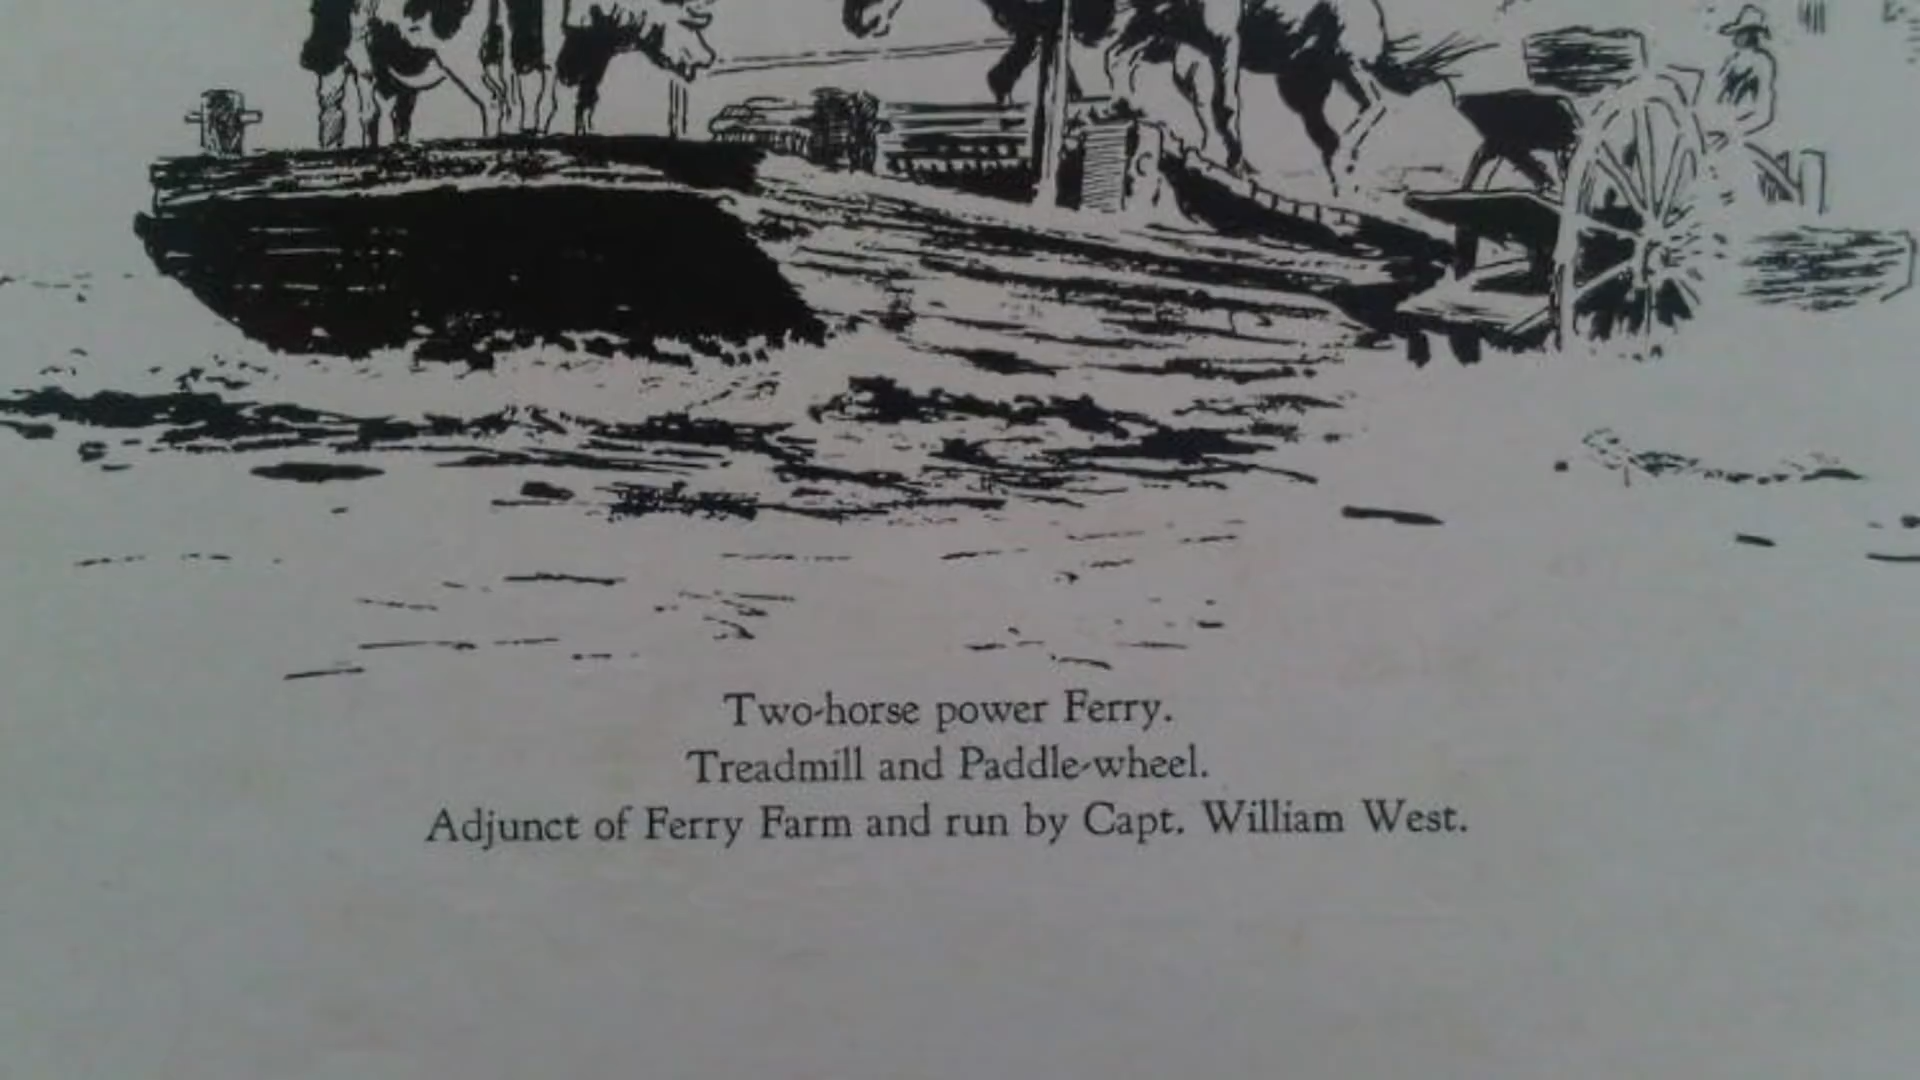 Two-horse power Ferry.
Treadmill and Paddle-wheel.
Adjunct of Ferry Farm and run by Capt. William West.